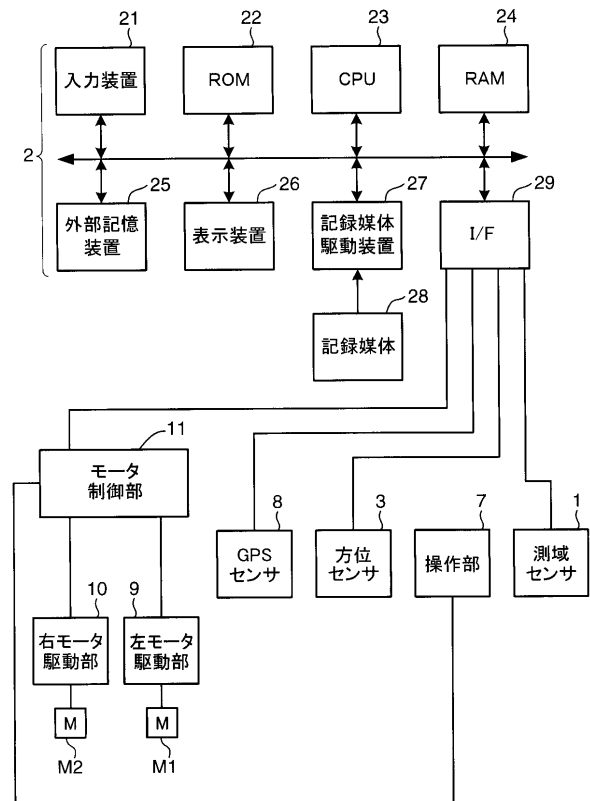 21
22
23
24
入力装置
ROM
CPU
RAM
2
25
26
27
29
外部記憶
装置
表示装置
記録媒体
駆動装置
I/F
28
記録媒体
11
モータ
制御部
8
3
7
1
GPS
センサ
方位
センサ
操作部
測域
センサ
10
9
右モータ
駆動部
左モータ
駆動部
M
M
M2
M1